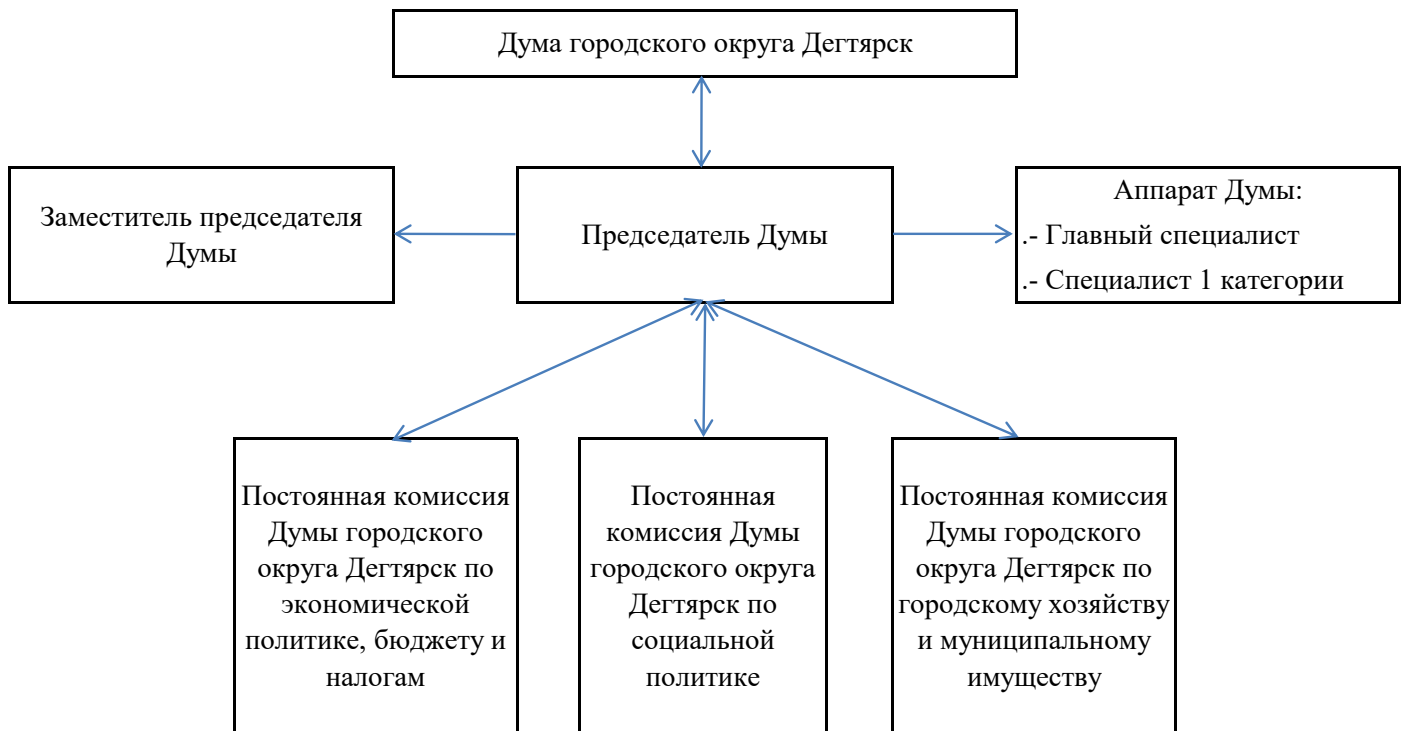 Дума городского округа Дегтярск
Заместитель председателя
Думы
Председатель Думы
Аппарат Думы:
.- Главный специалист
.- Специалист 1 категории
Постоянная комиссия
Думы городского
округа Дегтярск по
экономической
политике, бюджету и
налогам
Постоянная
комиссия Думы
городского округа
Дегтярск по
социальной
политике
Постоянная комиссия
Думы городского
округа Дегтярск по
городскому хозяйству
и муниципальному
имуществу